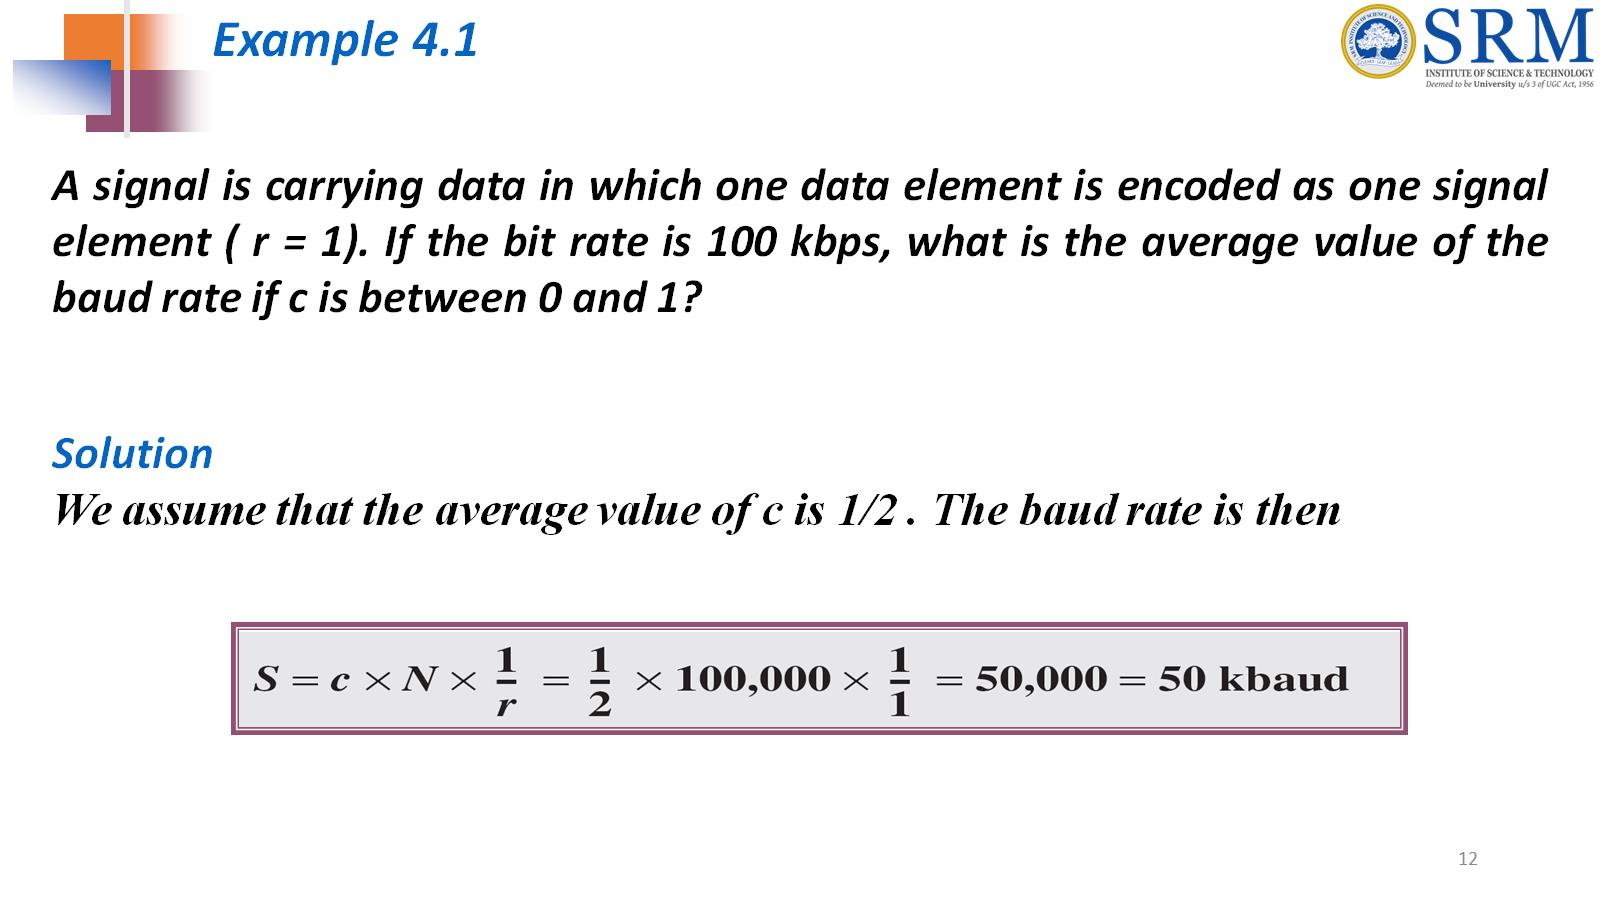 Example 4.1
SRM
INSTITUTE OF SCIENCE & TECHNOLOGY
Deemed to be University u/s 3 of UGC Act, 1956
A signal is carrying data in which one data element is encoded as one signal
element ( r = 1). If the bit rate is 100 kbps, what is the average value of the
baud rate if c is between 0 and 1?
Solution
We assume that the average value of c is 1/2 . The baud rate is then
S = c × N × 1/r = 1/2 × 100,000 × 1/1 = 50,000 = 50 kbaud
12